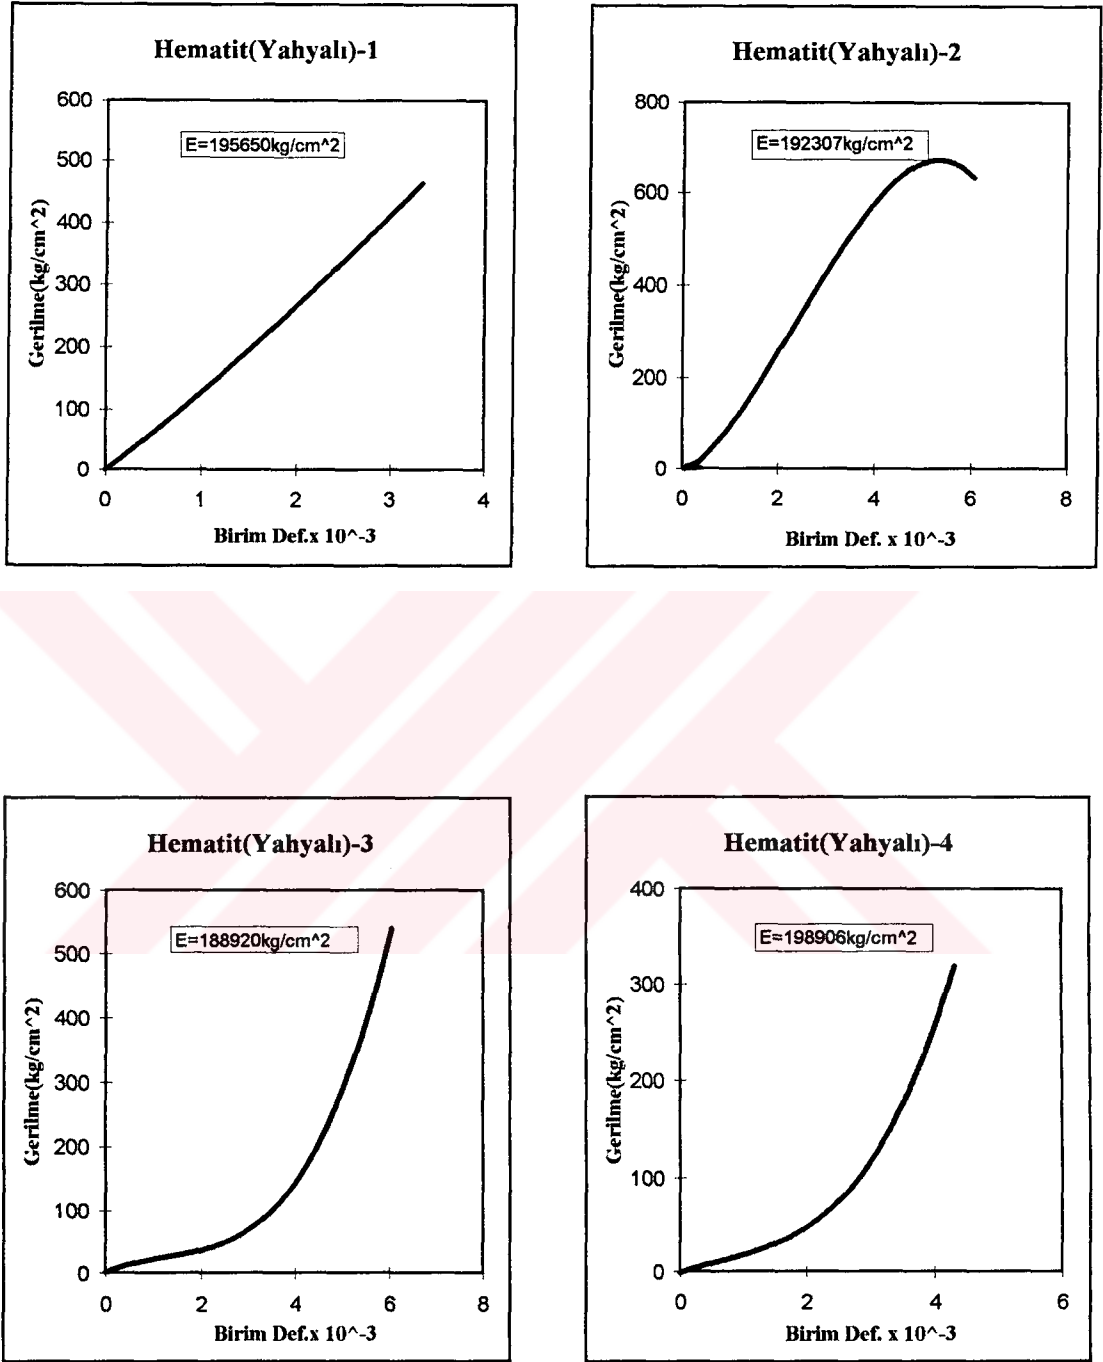 Hematit(Yahyalı)-1
E=195650kg/cm^2
Gerilme(kg/cm^2)
600
500
400
300
200
100
0
0 1 2 3 4
Birim Def.x 10^-3
Hematit(Yahyalı)-2
E=192307kg/cm^2
Gerilme(kg/cm^2)
800
600
400
200
0
0 2 4 6 8
Birim Def. x 10^-3
Hematit(Yahyalı)-3
E=188920kg/cm^2
Gerilme(kg/cm^2)
600
500
400
300
200
100
0
0 2 4 6 8
Birim Def.x 10^-3
Hematit(Yahyalı)-4
E=198906kg/cm^2
Gerilme(kg/cm^2)
400
300
200
100
0
0 2 4 6
Birim Def.x 10^-3